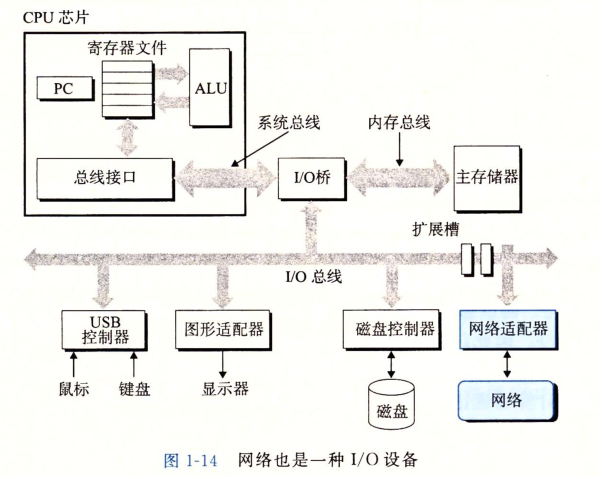 CPU 芯片
寄存器文件
PC
ALU
系统总线
内存总线
总线接口
I/O桥
主存储器
扩展槽
I/O 总线
USB
控制器
图形适配器
磁盘控制器
网络适配器
鼠标
键盘
显示器
磁盘
网络
图 1-14 网络也是一种 I/O 设备